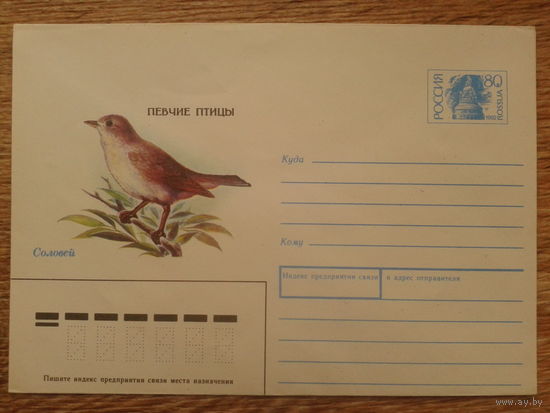 ПЕВЧИЕ ПТИЦЫ
РОССИЯ
80 к
ROSSIJA
1992
Куда
Кому
Соловей
Индекс предприятия связи и адрес отправителя
Пишите индекс предприятия связи места назначения
www.ay.by